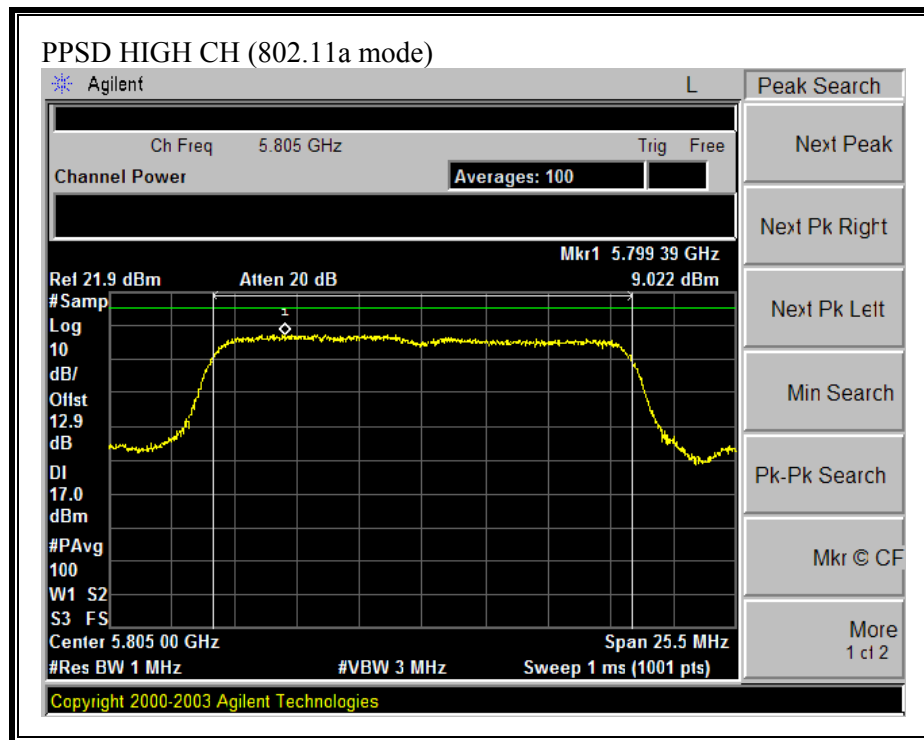 PPSD HIGH CH (802.11a mode)
Agilent L
Peak Search
Ch Freq 5.805 GHz Trig Free
Channel Power Averages: 100
Mkr1 5.799 39 GHz
Ref 21.9 dBm Atten 20 dB 9.022 dBm
#Samp
Log
10
dB/
Offst
12.9
dB
DI
17.0
dBm
#PAvg
100
W1 S2
S3 FS
1
Center 5.805 00 GHz Span 25.5 MHz
#Res BW 1 MHz #VBW 3 MHz Sweep 1 ms (1001 pts)
Copyright 2000-2003 Agilent Technologies
Next Peak
Next Pk Right
Next Pk Left
Min Search
Pk-Pk Search
Mkr © CF
More
1 of 2